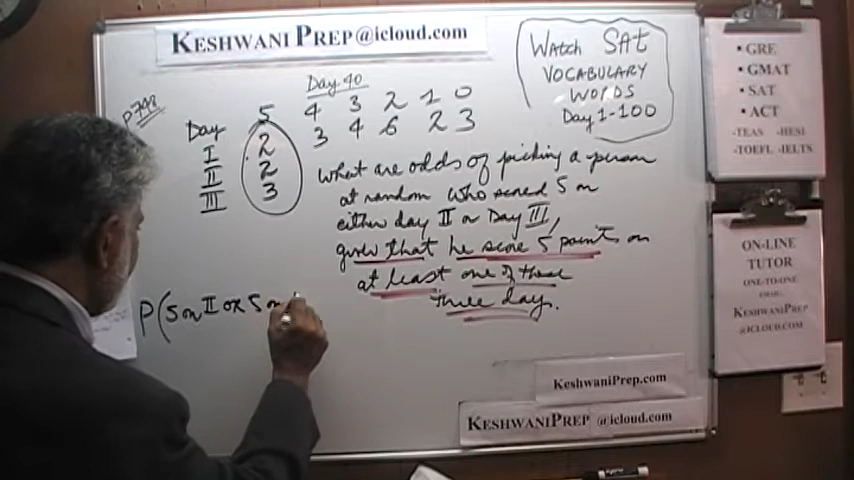 KESHWANIPREP@icloud.com
Day 40
P748
Day 5 4 3 2 1 0
I 2 3 4 6 2 3
II 2
III 3
What are odds of picking a person
at random who scored 5 on
either day II or Day III,
given that he score 5 points on
at least one of these
three days.
P(5 on II or 5 on
WATCH SAT
VOCABULARY
WORDS
Day 1-100
• GRE
• GMAT
• SAT
• ACT
-TEAS -HESI
-TOEFL -IELTS
ON-LINE
TUTOR
ONE-TO-ONE
EMAIL:
KESHWANIPREP
@iCLOUD.COM
KESHWANIPREP.com
KESHWANIPREP @icloud.com